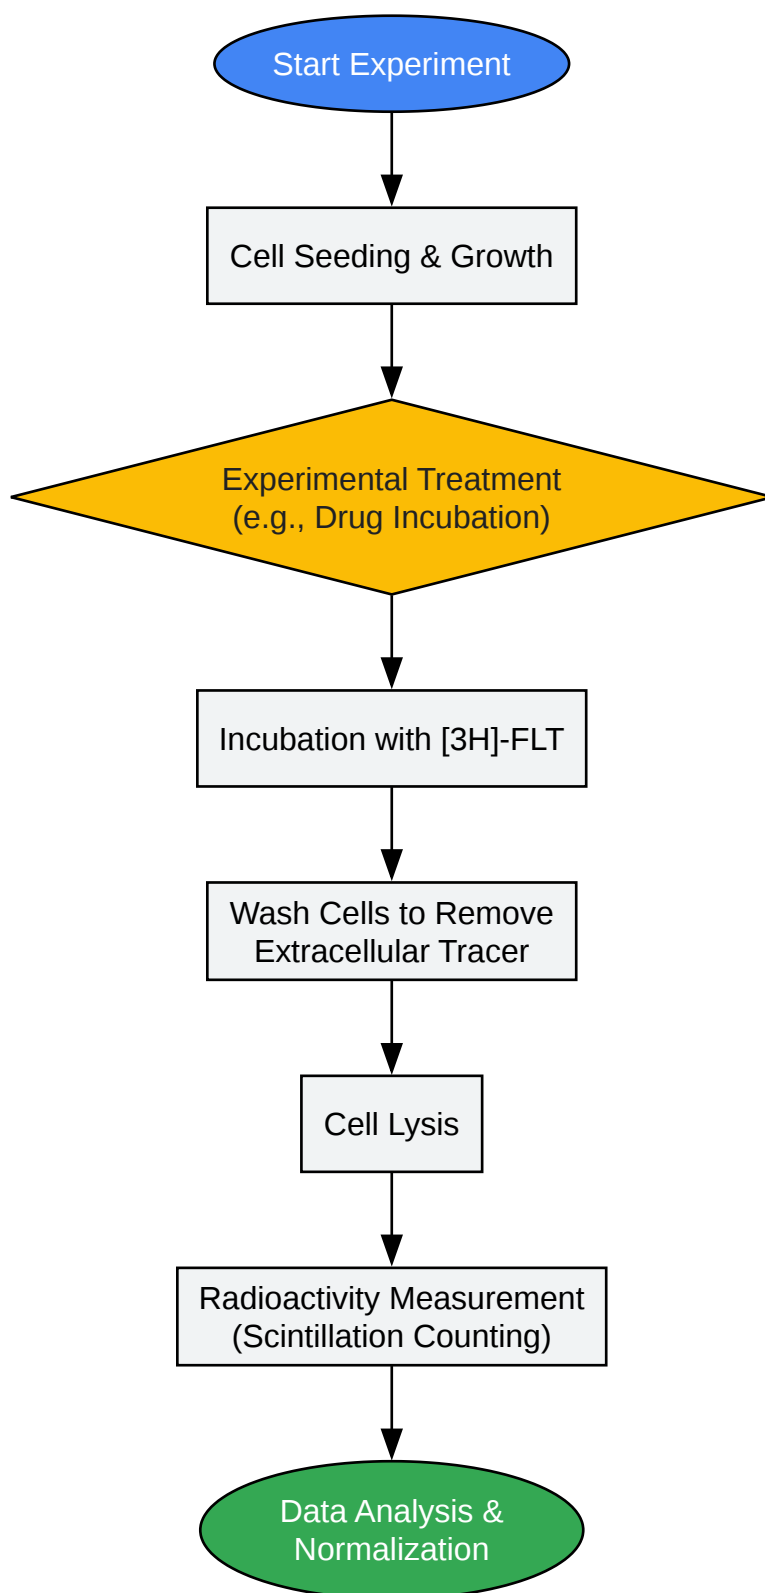 Start Experiment
Cell Seeding & Growth
Experimental Treatment
(e.g., Drug Incubation)
Incubation with [3H]-FLT
Wash Cells to Remove
Extracellular Tracer
Cell Lysis
Radioactivity Measurement
(Scintillation Counting)
Data Analysis &
Normalization